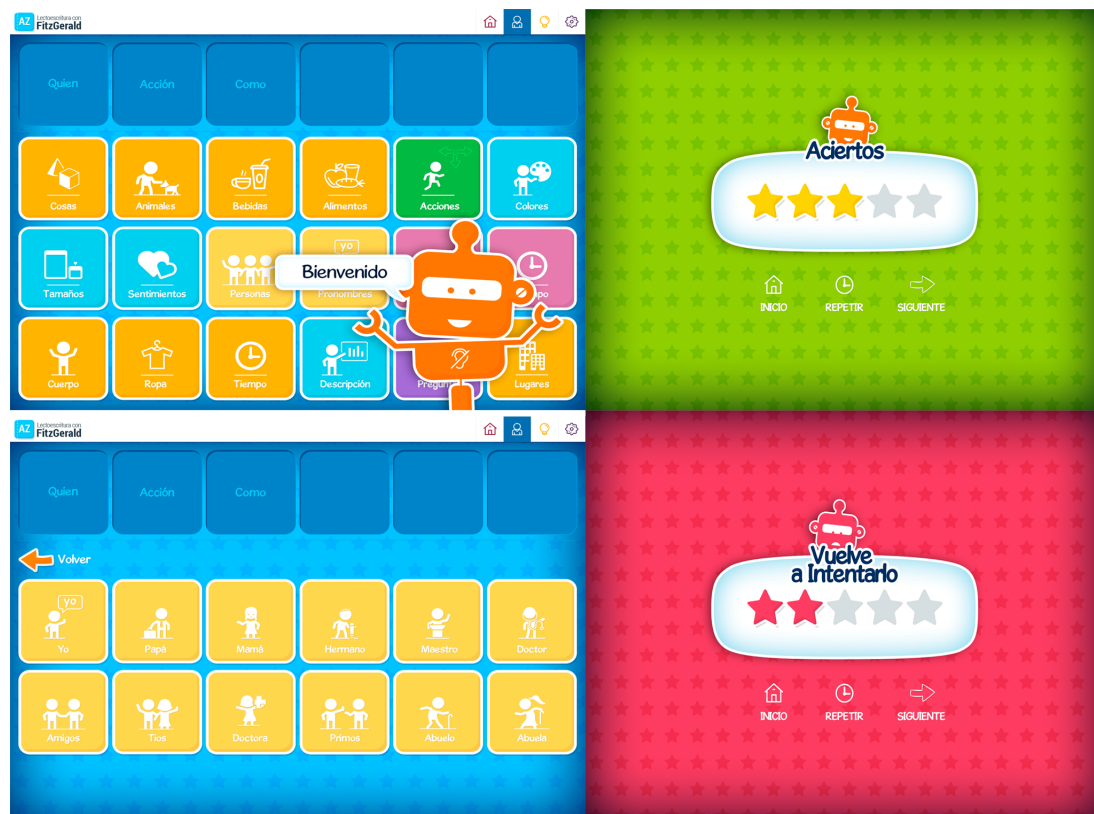 AZ
Lectoescritura con
FitzGerald
Quien
Acción
Como
Cosas
Animales
Bebidas
Alimentos
Acciones
Colores
Tamaños
Sentimientos
Personas
yo
Pronombres
Bienvenido
Cuerpo
Ropa
Tiempo
Descripción
Lugares
Aciertos
INICIO
REPETIR
SIGUIENTE
AZ
Lectoescritura con
FitzGerald
Quien
Acción
Como
Volver
yo
Yo
Papá
Mamá
Hermano
Maestro
Doctor
Amigos
Tios
Doctora
Primos
Abuelo
Abuela
Vuelve
a Intentarlo
INICIO
REPETIR
SIGUIENTE